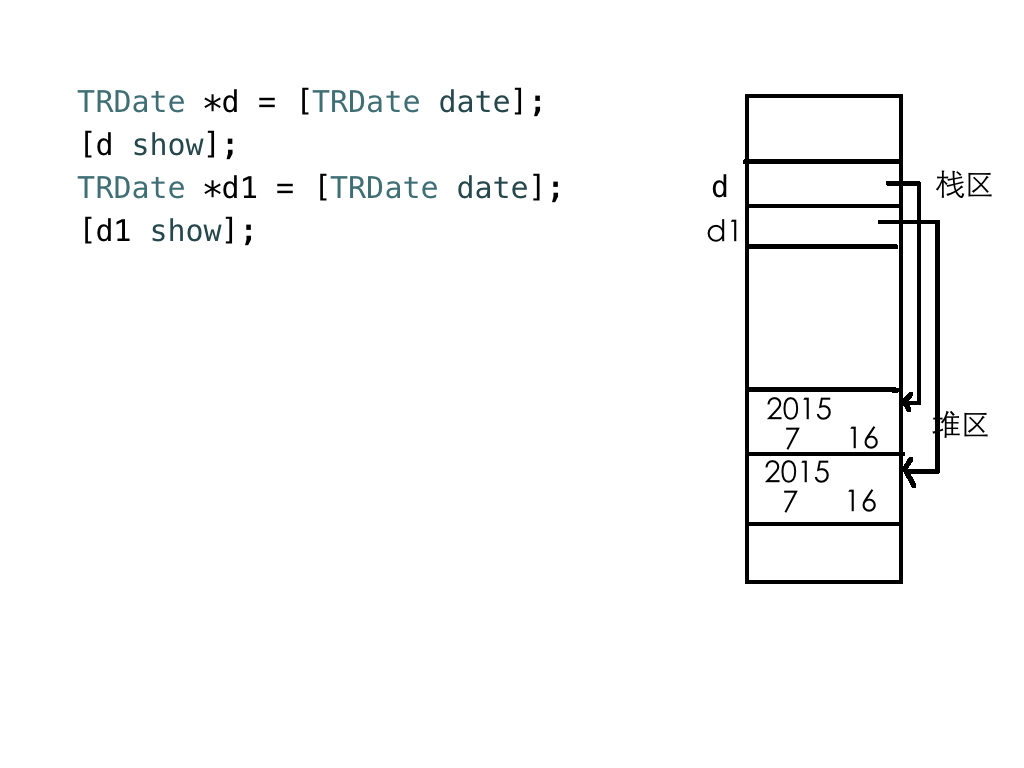 TRDate *d = [TRDate date];
[d show];
TRDate *d1 = [TRDate date];
[d1 show];
d
栈区
d1
2015
7 16
堆区
2015
7 16